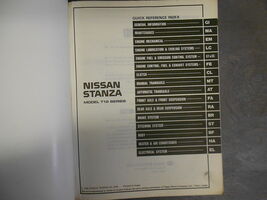 QUICK REFERENCE INDEX
GENERAL INFORMATION GI
MAINTENANCE MA
ENGINE MECHANICAL EM
ENGINE LUBRICATION & COOLING SYSTEMS LC
ENGINE FUEL & EMISSION CONTROL SYSTEM
ENGINE CONTROL, FUEL & EXHAUST SYSTEMS FE
CLUTCH CL
MANUAL TRANSAXLE MT
AUTOMATIC TRANSAXLE AT
FRONT AXLE & FRONT SUSPENSION FA
REAR AXLE & REAR SUSPENSION RA
BRAKE SYSTEM BR
STEERING SYSTEM ST
BODY BF
HEATER & AIR CONDITIONER HA
ELECTRICAL SYSTEM EL
NISSAN
STANZA
MODEL T12 SERIES